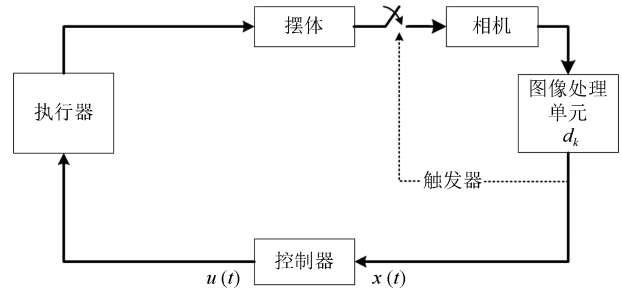 摆体
相机
执行器
图像处理
单元
d_k
触发器
控制器
u (t)
x (t)